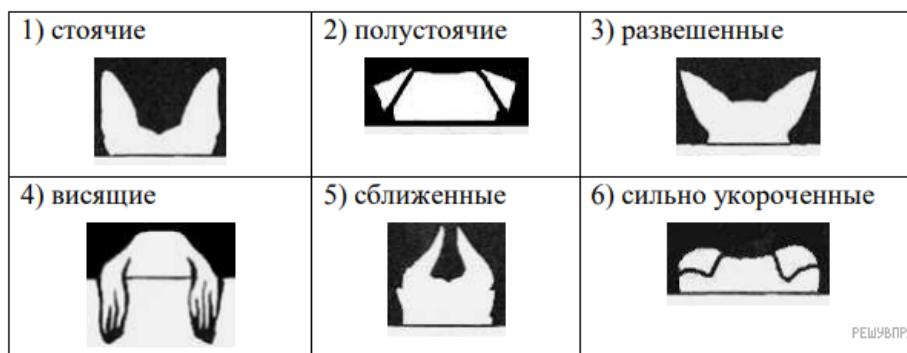 1) стоячие
2) полустоячие
3) развешенные
4) висящие
5) сближенные
6) сильно укороченные
РЕШУВПР